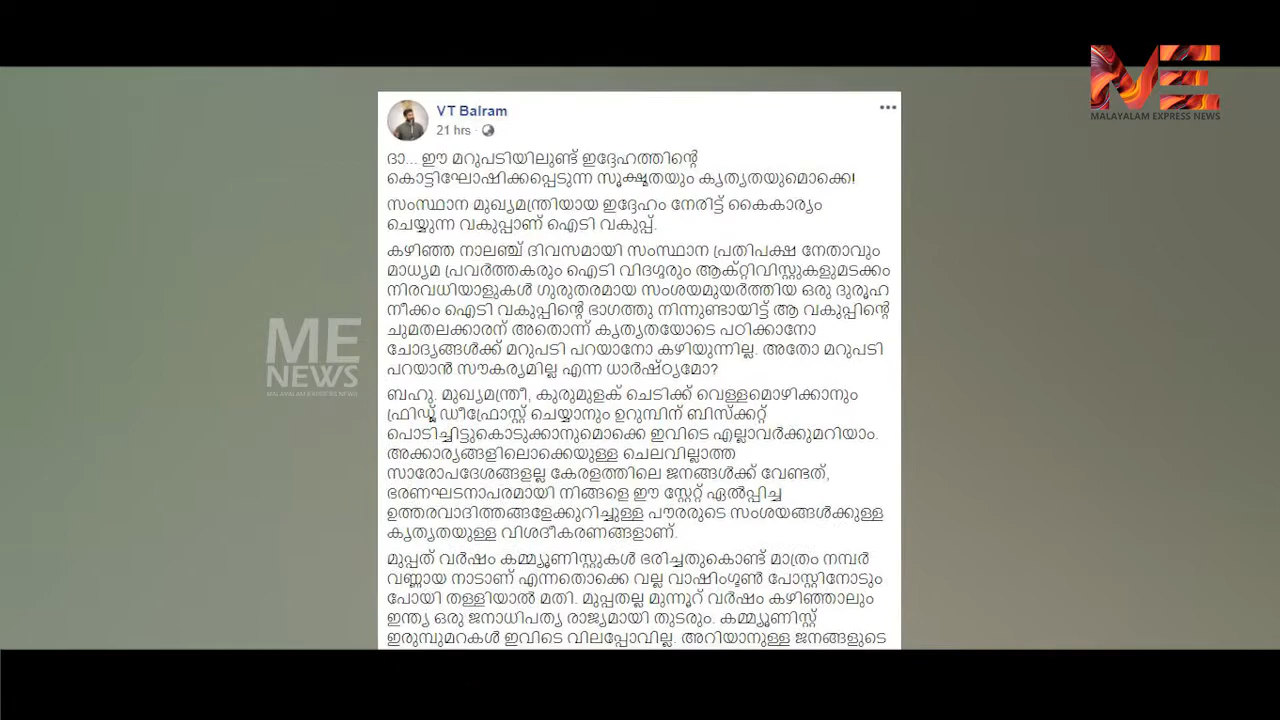 ME
MALAYALAM EXPRESS NEWS
VT Balram
21 hrs
ദാ... ഈ മറുപടിയിലുണ്ട് ഇദ്ദേഹത്തിന്റെ
കൊട്ടിഘോഷിക്കപ്പെടുന്ന സൂക്ഷ്മതയും കൃത്യതയുമൊക്കെ!
സംസ്ഥാന മുഖ്യമന്ത്രിയായ ഇദ്ദേഹം നേരിട്ട് കൈകാര്യം
ചെയ്യുന്ന വകുപ്പാണ് ഐടി വകുപ്പ്.
കഴിഞ്ഞ നാലഞ്ച് ദിവസമായി സംസ്ഥാന പ്രതിപക്ഷ നേതാവും
മാധ്യമ പ്രവർത്തകരും ഐടി വിദഗ്ദരും ആക്റ്റിവിസ്റ്റുകളുമടക്കം
നിരവധിയാളുകൾ ഗുരുതരമായ സംശയമുയർത്തിയ ഒരു ദുരൂഹ
നീക്കം ഐടി വകുപ്പിന്റെ ഭാഗത്തു നിന്നുണ്ടായിട്ട് ആ വകുപ്പിന്റെ
ചുമതലക്കാരന് അതൊന്ന് കൃത്യതയോടെ പഠിക്കാനോ
ചോദ്യങ്ങൾക്ക് മറുപടി പറയാനോ കഴിയുന്നില്ല. അതോ മറുപടി
പറയാൻ സൗകര്യമില്ല എന്ന ധാർഷ്ഠ്യമോ?
ബഹു. മുഖ്യമന്ത്രീ, കുരുമുളക് ചെടിക്ക് വെള്ളമൊഴിക്കാനും
ഫ്രിഡ്ജ് ഡീഫ്രോസ്റ്റ് ചെയ്യാനും ഉറുമ്പിന് ബിസ്ക്കറ്റ്
പൊടിച്ചിട്ടുകൊടുക്കാനുമൊക്കെ ഇവിടെ എല്ലാവർക്കുമറിയാം.
അക്കാര്യങ്ങളിലൊക്കെയുള്ള ചെലവില്ലാത്ത
സാരോപദേശങ്ങളല്ല കേരളത്തിലെ ജനങ്ങൾക്ക് വേണ്ടത്,
ഭരണഘടനാപരമായി നിങ്ങളെ ഈ സ്റ്റേറ്റ് ഏൽപ്പിച്ച
ഉത്തരവാദിത്തങ്ങളേക്കുറിച്ചുള്ള പൗരരുടെ സംശയങ്ങൾക്കുള്ള
കൃത്യതയുള്ള വിശദീകരണങ്ങളാണ്.
മുപ്പത് വർഷം കമ്മ്യൂണിസ്റ്റുകൾ ഭരിച്ചതുകൊണ്ട് മാത്രം നമ്പർ
വണ്ണായ നാടാണ് എന്നതൊക്കെ വല്ല വാഷിംഗ്ടൺ പോസ്റ്റിനോടും
പോയി തള്ളിയാൽ മതി. മുപ്പതല്ല മുന്നൂറ് വർഷം കഴിഞ്ഞാലും
ഇന്ത്യ ഒരു ജനാധിപത്യ രാജ്യമായി തുടരും. കമ്മ്യൂണിസ്റ്റ്
ഇരുമ്പുമറകൾ ഇവിടെ വിലപ്പോവില്ല. അറിയാനുള്ള ജനങ്ങളുടെ
ME
NEWS
MALAYALAM EXPRESS NEWS